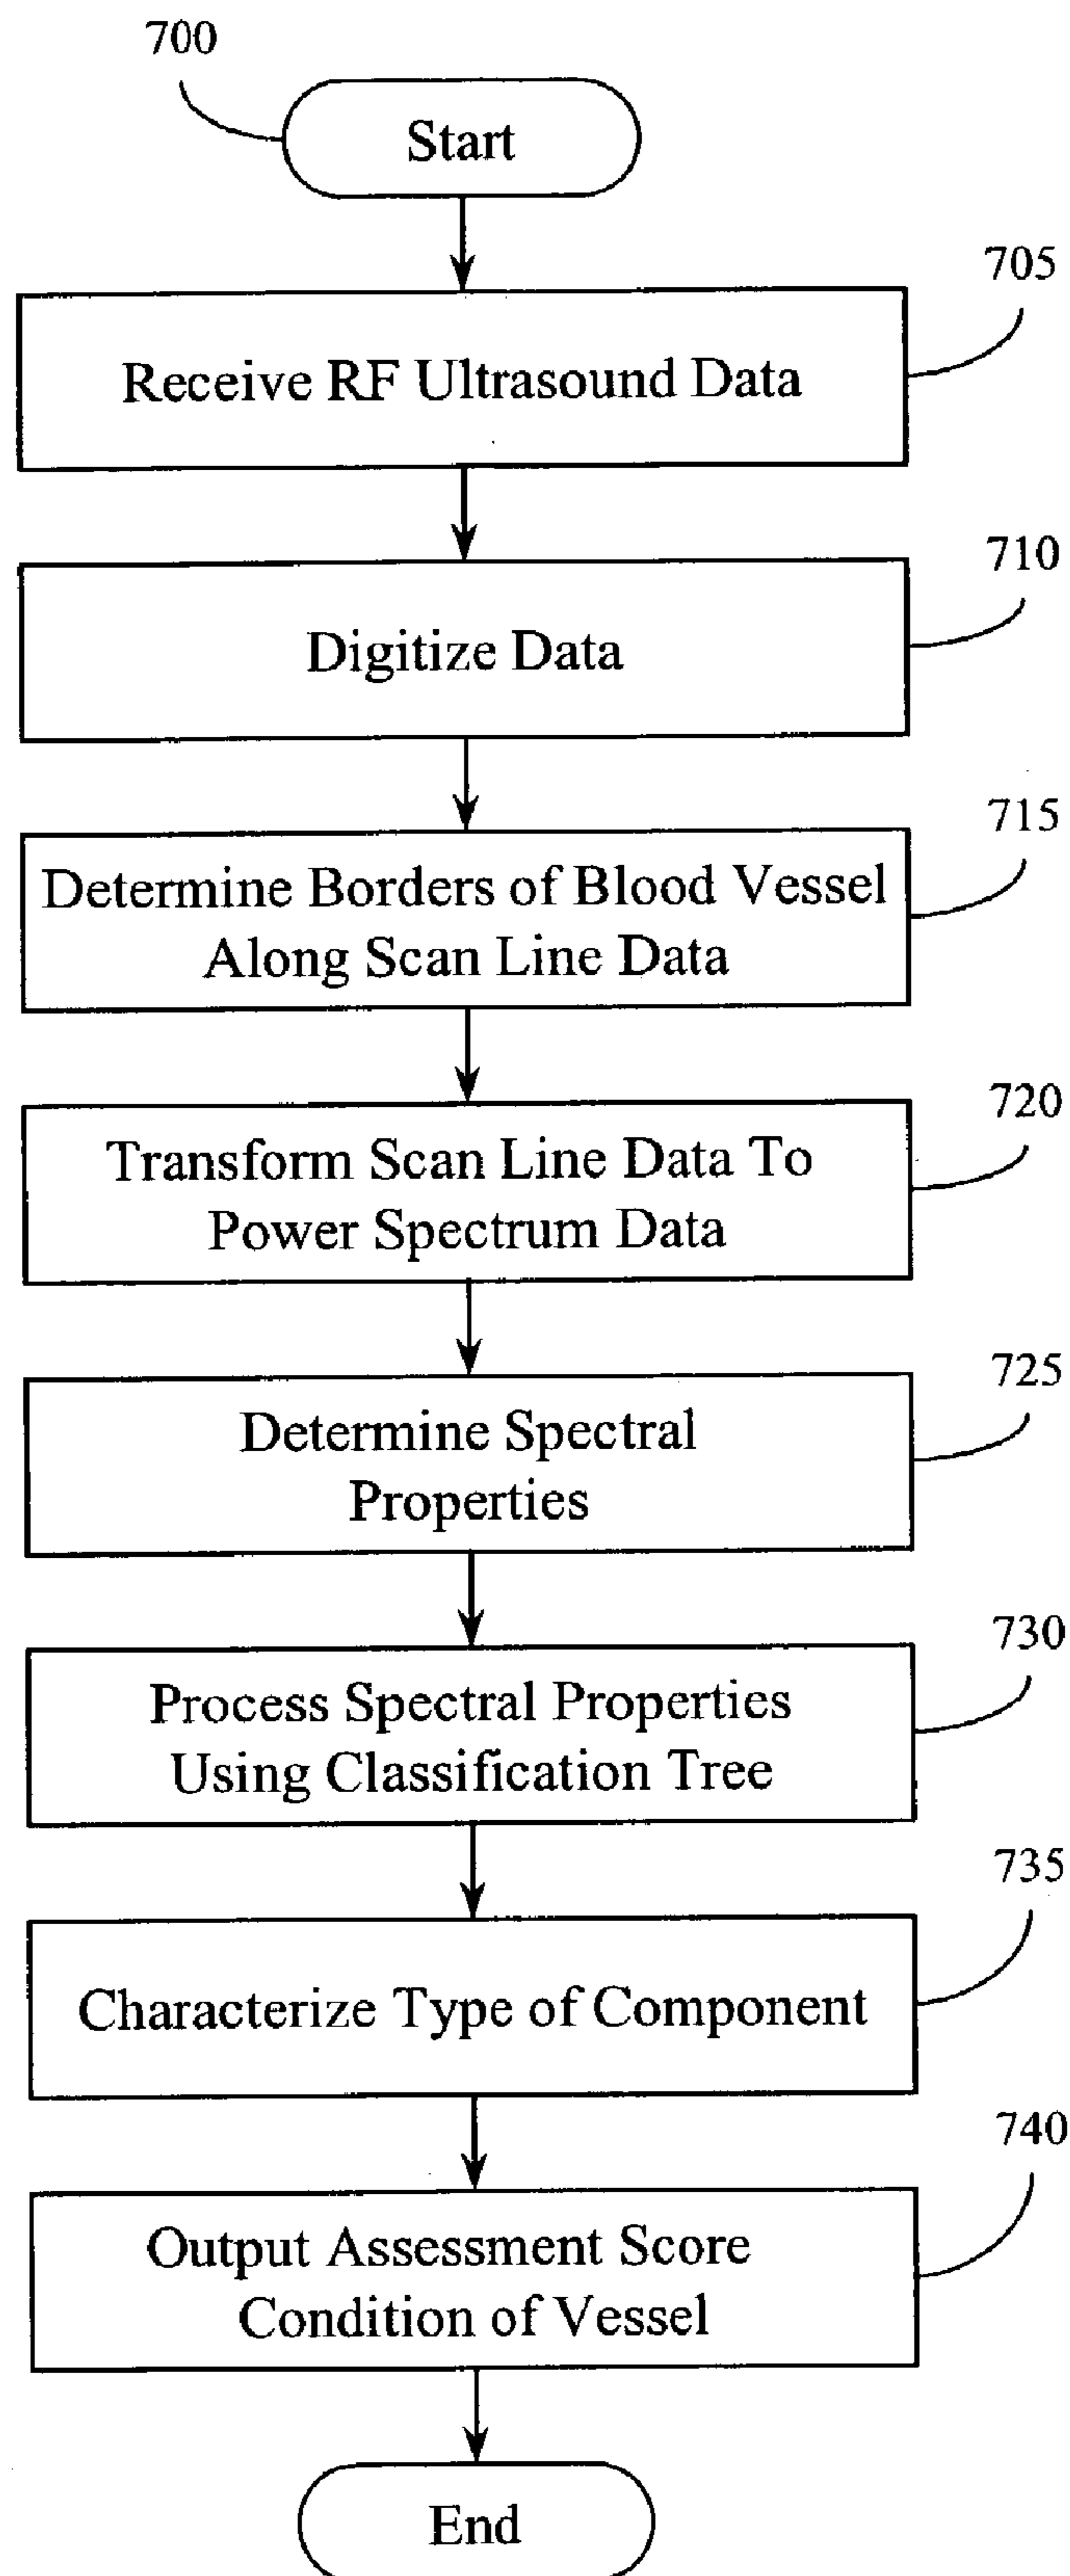 700
Start
705
Receive RF Ultrasound Data
710
Digitize Data
715
Determine Borders of Blood Vessel
Along Scan Line Data
720
Transform Scan Line Data To
Power Spectrum Data
725
Determine Spectral
Properties
730
Process Spectral Properties
Using Classification Tree
735
Characterize Type of Component
740
Output Assessment Score
Condition of Vessel
End